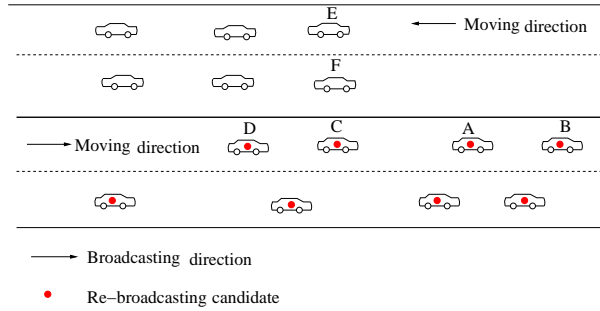 E
Moving direction
F
D C A B
Moving direction
Broadcasting direction
Re−broadcasting candidate